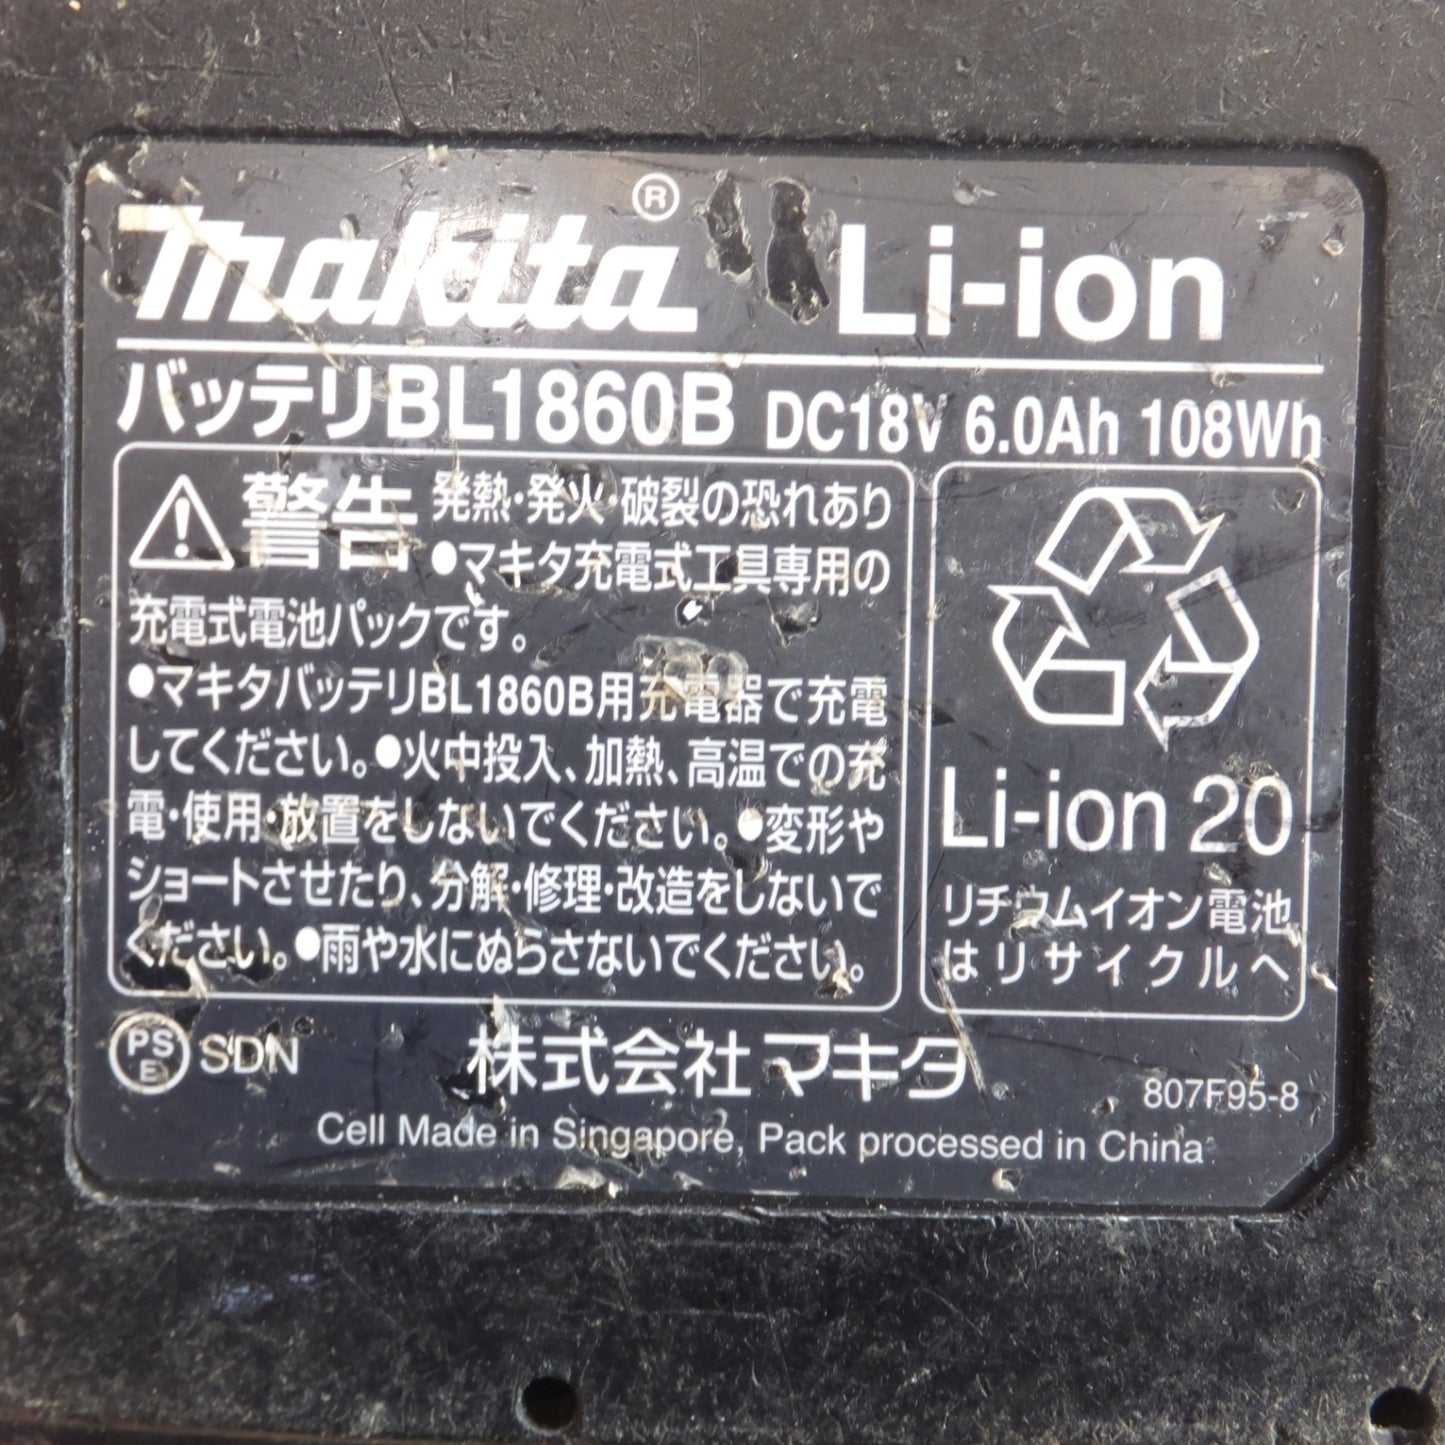 makita® Li-ion
バッテリBL1860B DC18V 6.0Ah 108Wh
警告 発熱・発火・破裂の恐れあり
●マキタ充電式工具専用の
充電式電池パックです。
●マキタバッテリBL1860B用充電器で充電
してください。●火中投入、加熱、高温での充
電・使用・放置をしないでください。●変形や
ショートさせたり、分解・修理・改造をしないで
ください。●雨や水にぬらさないでください。
Li-ion 20
リチウムイオン電池
はリサイクルへ
PS
E
SDN 株式会社マキタ 807F95-8
Cell Made in Singapore, Pack processed in China